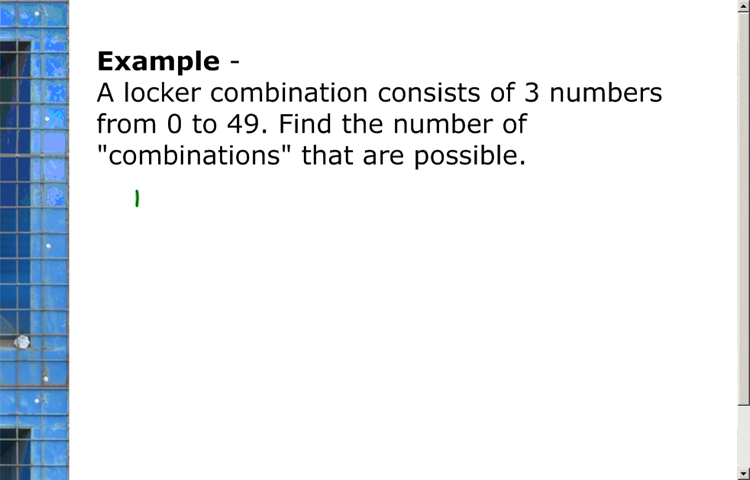 Example -
A locker combination consists of 3 numbers
from 0 to 49. Find the number of
"combinations" that are possible.